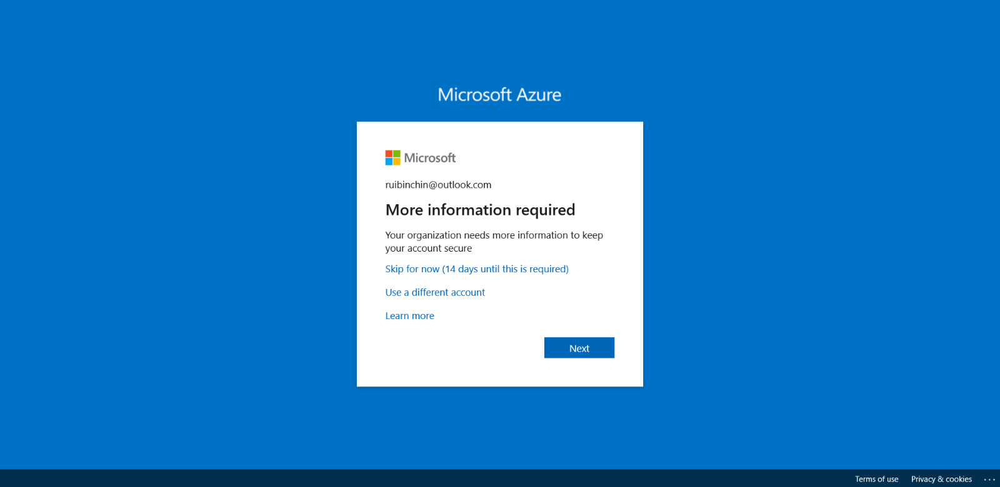 Microsoft Azure
Microsoft
ruibinchin@outlook.com
More information required
Your organization needs more information to keep
your account secure
Skip for now (14 days until this is required)
Use a different account
Learn more
Next
Terms of use Privacy & cookies ...